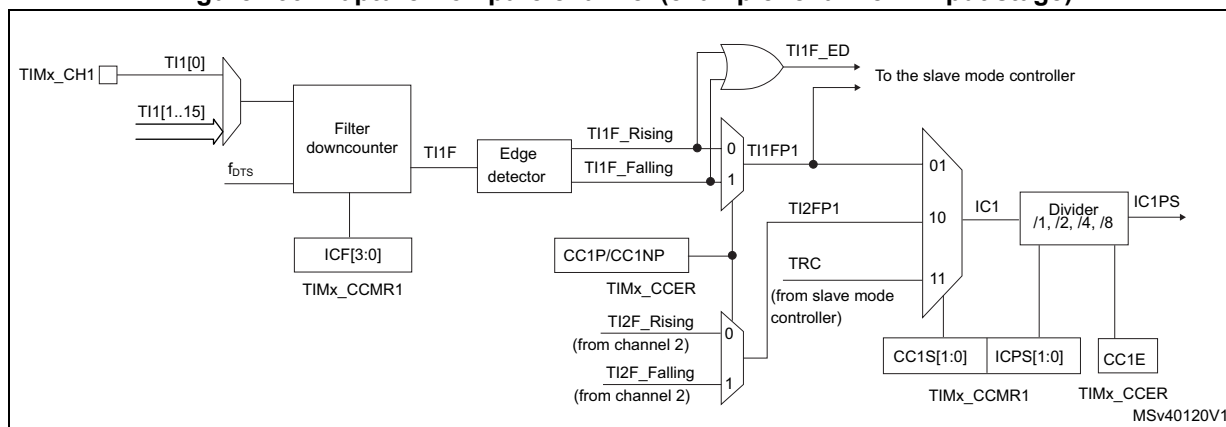 TI1F_ED
To the slave mode controller
TIMx_CH1
TI1[0]
TI1[1..15]
fDTS
Filter
downcounter
ICF[3:0]
TIMx_CCMR1
TI1F
Edge
detector
TI1F_Rising
TI1F_Falling
0
1
TI1FP1
CC1P/CC1NP
TIMx_CCER
TI2F_Rising
(from channel 2)
TI2F_Falling
(from channel 2)
0
1
TI2FP1
TRC
(from slave mode
controller)
01
10
11
IC1
Divider
/1, /2, /4, /8
IC1PS
CC1S[1:0]
ICPS[1:0]
TIMx_CCMR1
CC1E
TIMx_CCER
MSv40120V1